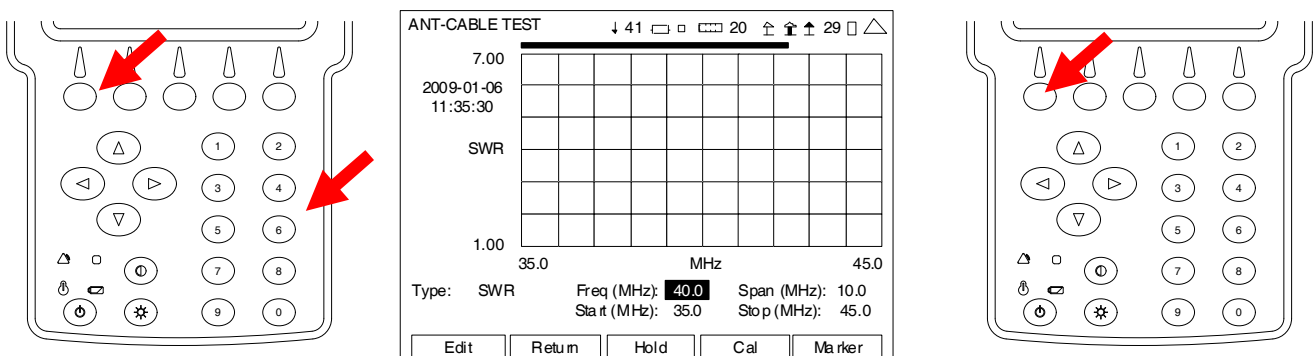 1 2
3 4
5 6
7 8
9 0
ANT-CABLE TEST 41 20 29
7.00
2009-01-06
11:35:30
SWR
1.00
35.0 MHz 45.0
Type: SWR Freq (MHz): 40.0 Span (MHz): 10.0
Start (MHz): 35.0 Stop (MHz): 45.0
Edit Return Hold Cal Marker
1 2
3 4
5 6
7 8
9 0